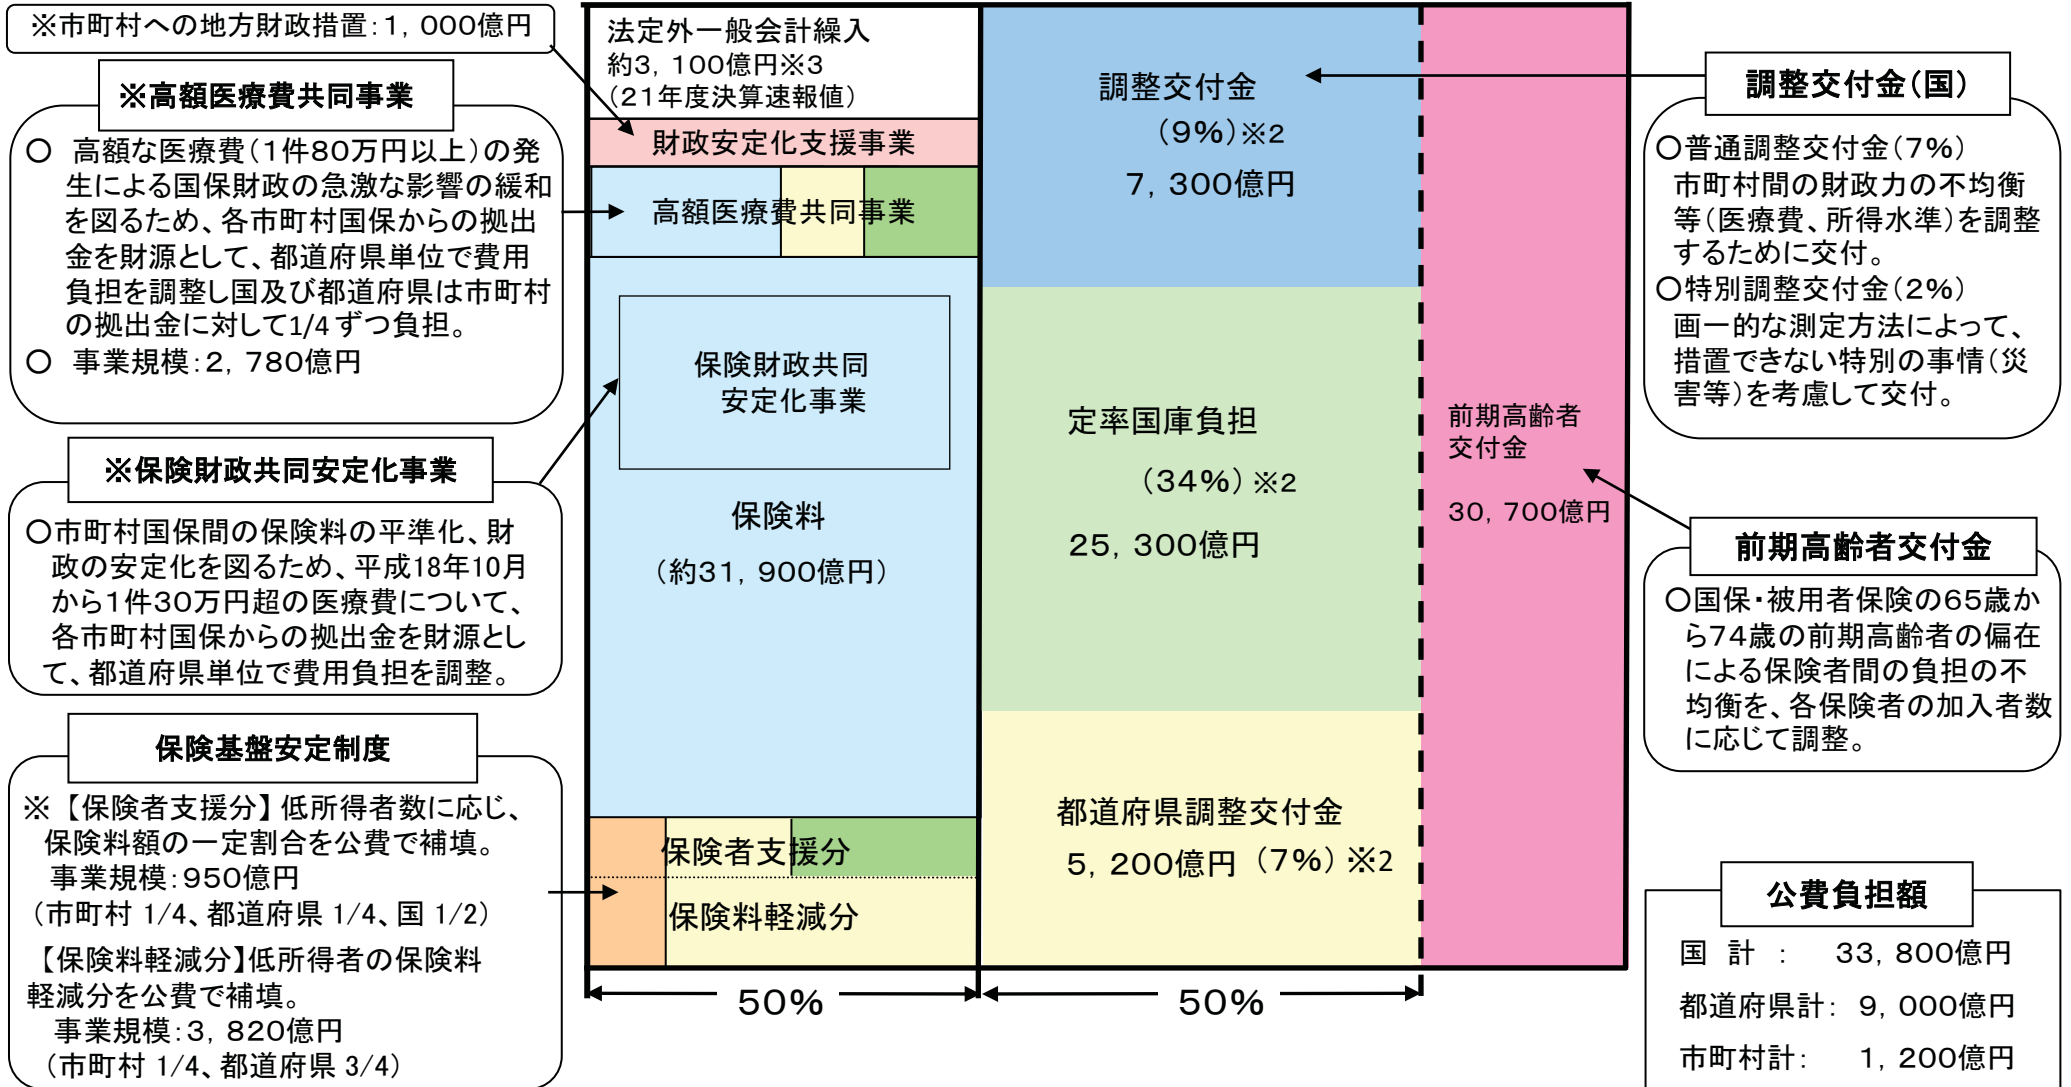 ※市町村への地方財政措置：1，000億円
※高額医療費共同事業
○ 高額な医療費（1件80万円以上）の発
生による国保財政の急激な影響の緩和
を図るため、各市町村国保からの拠出
金を財源として、都道府県単位で費用
負担を調整し国及び都道府県は市町村
の拠出金に対して1/4ずつ負担。
○ 事業規模：2，780億円
※保険財政共同安定化事業
○市町村国保間の保険料の平準化、財
政の安定化を図るため、平成18年10月
から1件30万円超の医療費について、
各市町村国保からの拠出金を財源とし
て、都道府県単位で費用負担を調整。
保険基盤安定制度
※【保険者支援分】低所得者数に応じ、
保険料額の一定割合を公費で補填。
事業規模：950億円
（市町村 1/4、都道府県 1/4、国 1/2）
【保険料軽減分】低所得者の保険料
軽減分を公費で補填。
事業規模：3，820億円
（市町村 1/4、都道府県 3/4）
法定外一般会計繰入
約3，100億円※3
（21年度決算速報値）
財政安定化支援事業
高額医療費共同事業
保険財政共同
安定化事業
保険料
（約31，900億円）
保険者支援分
保険料軽減分
50%
調整交付金
（9%）※2
7，300億円
定率国庫負担
（34%）※2
25，300億円
都道府県調整交付金
5，200億円（7%）※2
50%
前期高齢者
交付金
30，700億円
調整交付金（国）
○普通調整交付金（7%）
市町村間の財政力の不均衡
等（医療費、所得水準）を調整
するために交付。
○特別調整交付金（2%）
画一的な測定方法によって、
措置できない特別の事情（災
害等）を考慮して交付。
前期高齢者交付金
○国保・被用者保険の65歳か
ら74歳の前期高齢者の偏在
による保険者間の負担の不
均衡を、各保険者の加入者数
に応じて調整。
公費負担額
国 計 ： 33，800億円
都道府県計： 9，000億円
市町村計： 1，200億円